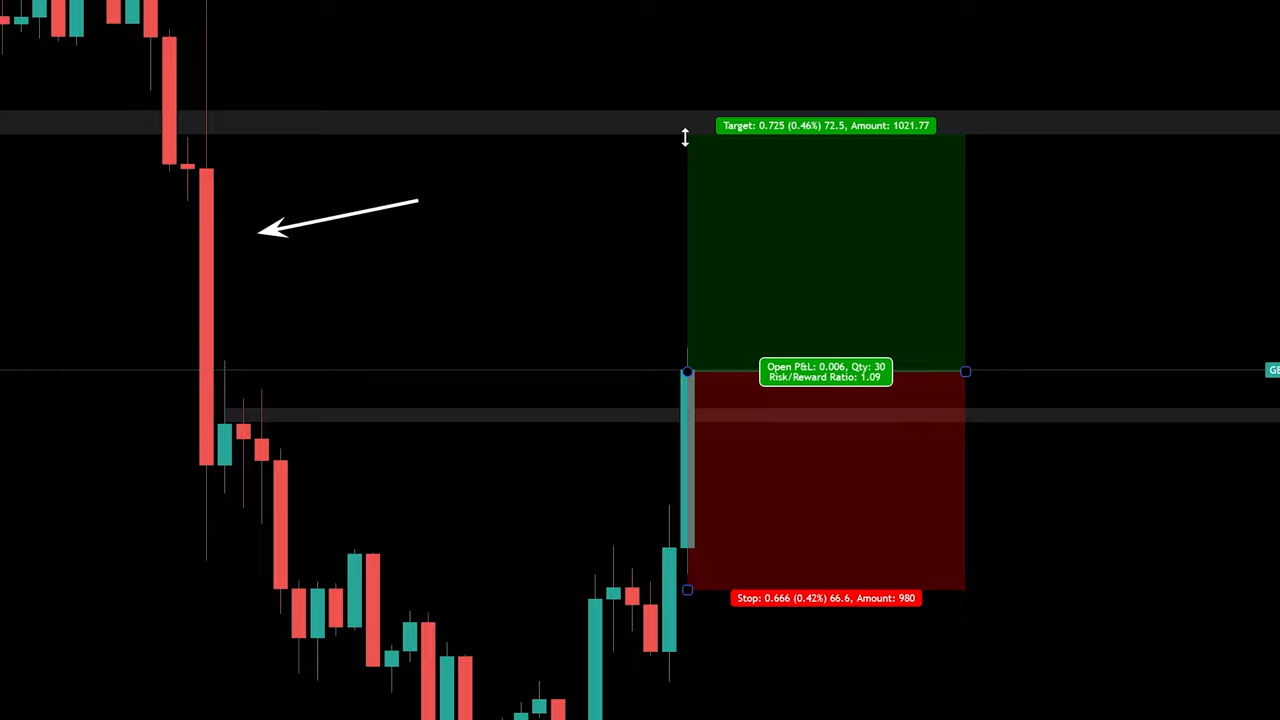 Target: 0.725 (0.46%) 72.5, Amount: 1021.77
Open P&L: 0.006, Qty: 30
Risk/Reward Ratio: 1.09
GE
Stop: 0.666 (0.42%) 66.6, Amount: 980